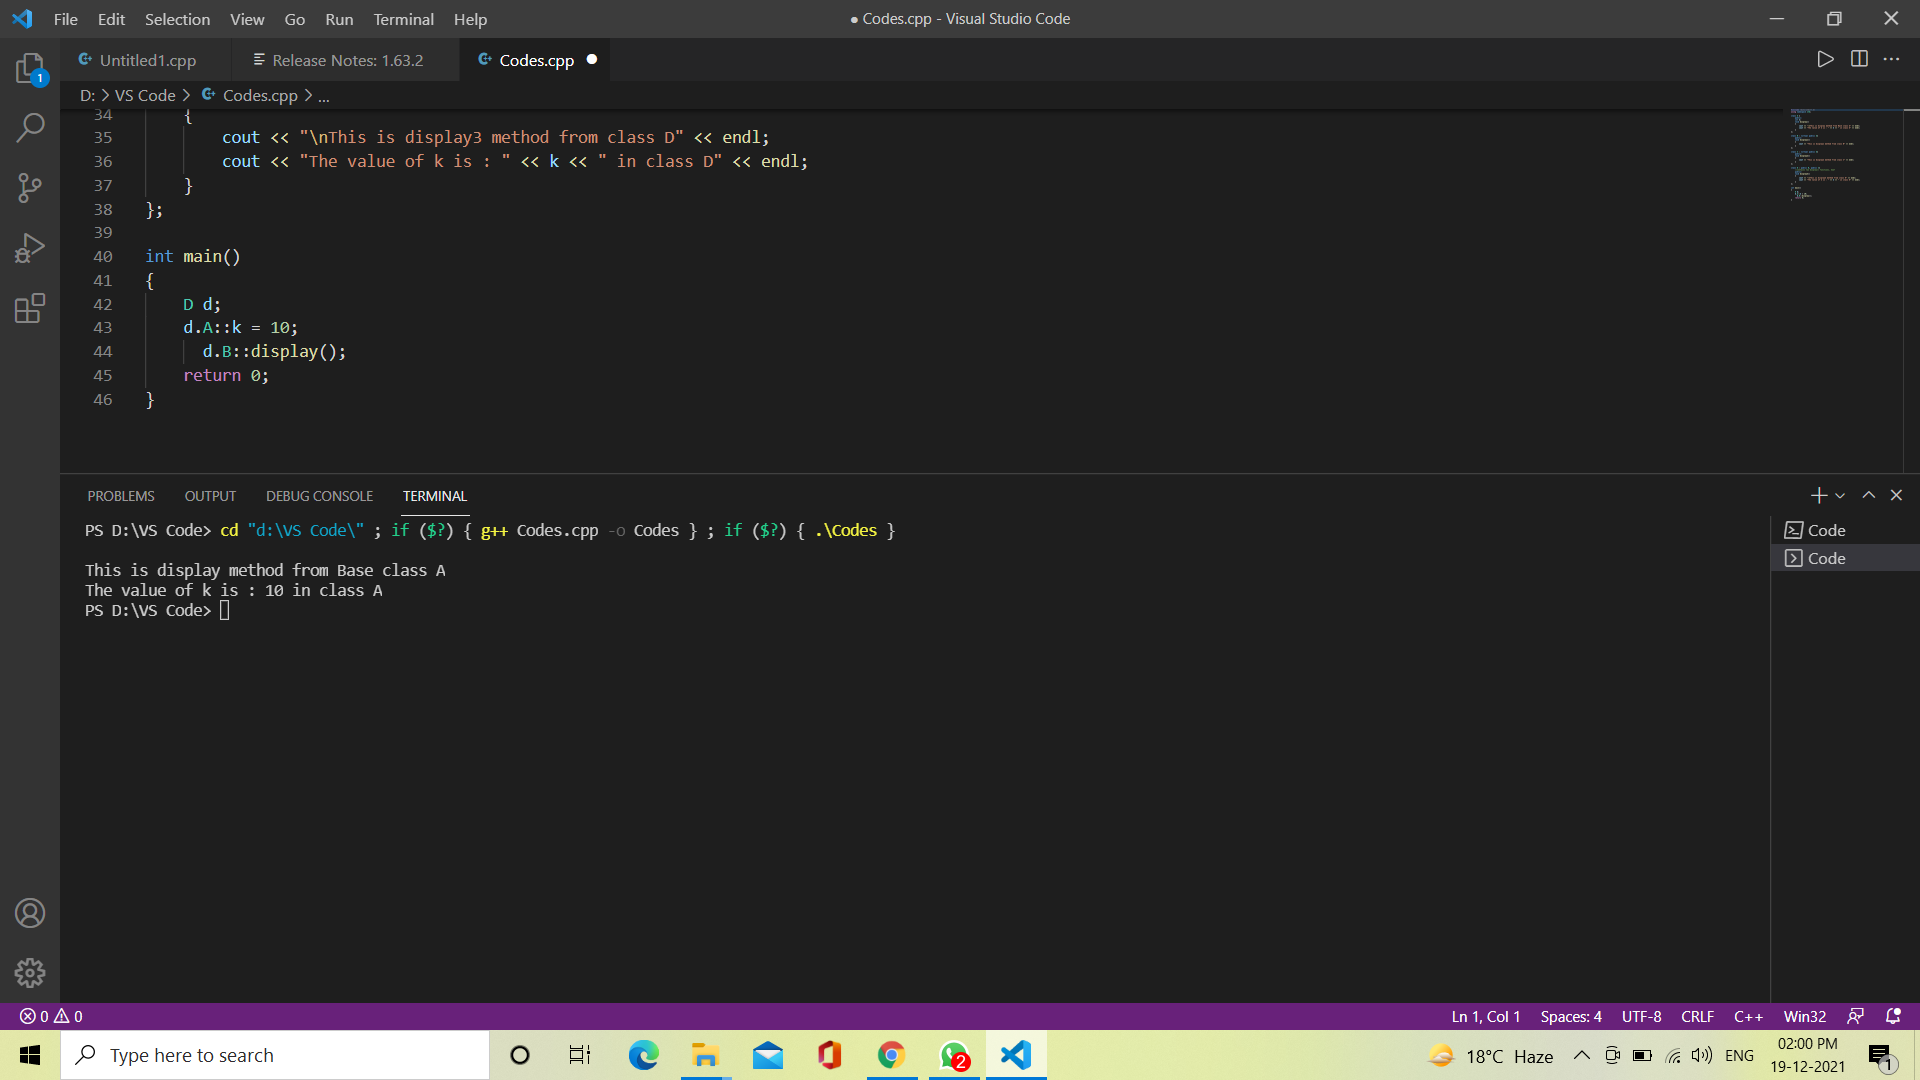 File Edit Selection View Go Run Terminal Help
● Codes.cpp - Visual Studio Code
Untitled1.cpp
Release Notes: 1.63.2
Codes.cpp ●
1
D: > VS Code > Codes.cpp > ...
34 {
35 cout << "\nThis is display3 method from class D" << endl;
36 cout << "The value of k is : " << k << " in class D" << endl;
37 }
38 };
39
40 int main()
41 {
42 D d;
43 d.A::k = 10;
44 d.B::display();
45 return 0;
46 }
PROBLEMS OUTPUT DEBUG CONSOLE TERMINAL
PS D:\VS Code> cd "d:\VS Code\" ; if ($?) { g++ Codes.cpp -o Codes } ; if ($?) { .\Codes }
This is display method from Base class A
The value of k is : 10 in class A
PS D:\VS Code>
Code
Code
0 0
Ln 1, Col 1 Spaces: 4 UTF-8 CRLF C++ Win32
Type here to search
2
18°C Haze
ENG
02:00 PM
19-12-2021
1